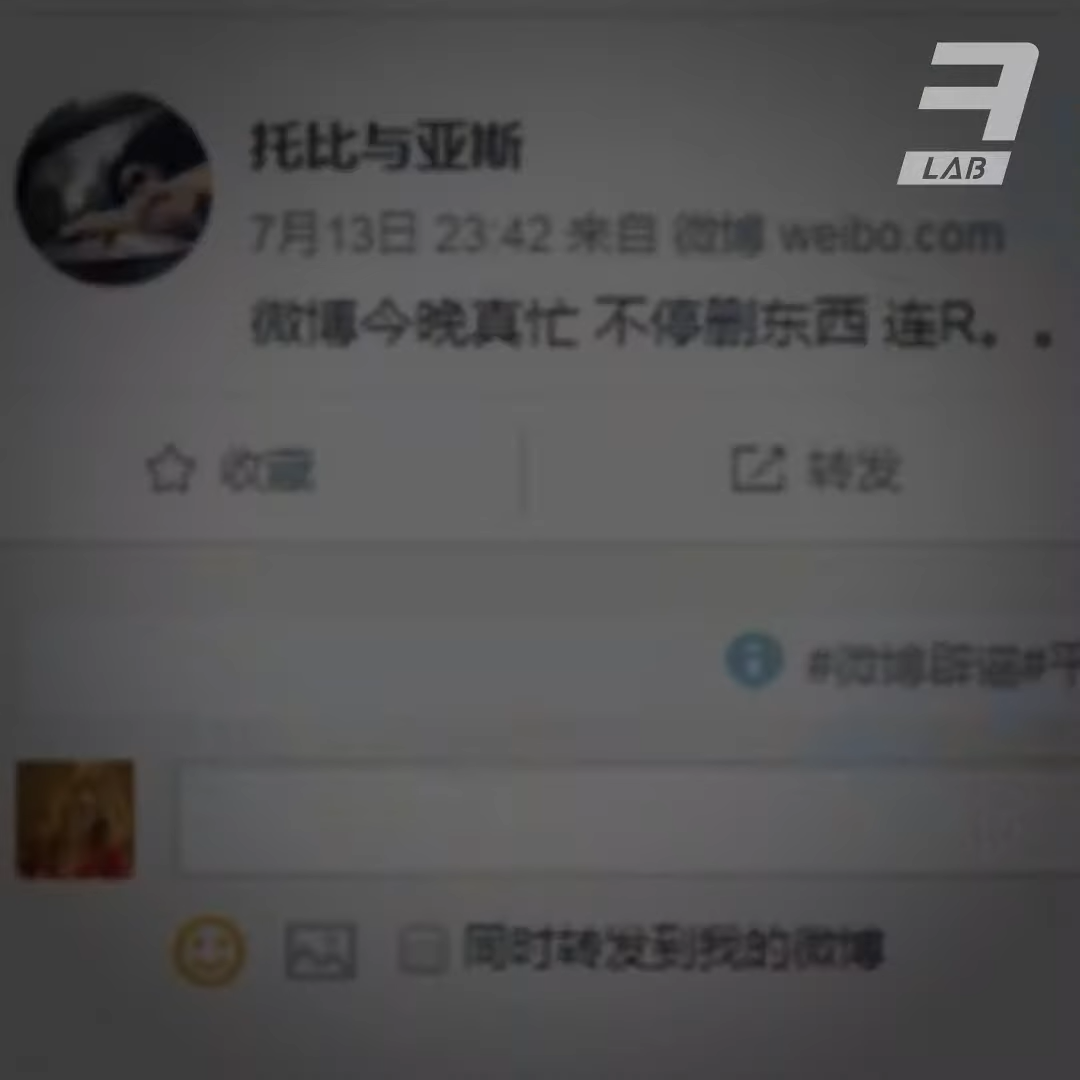 LAB
托比与亚斯
7月13日 23:42 来自 微博 weibo.com
微博今晚真忙 不停删东西 连R。。
收藏
转发
#微博辟谣#平
同时转发到我的微博